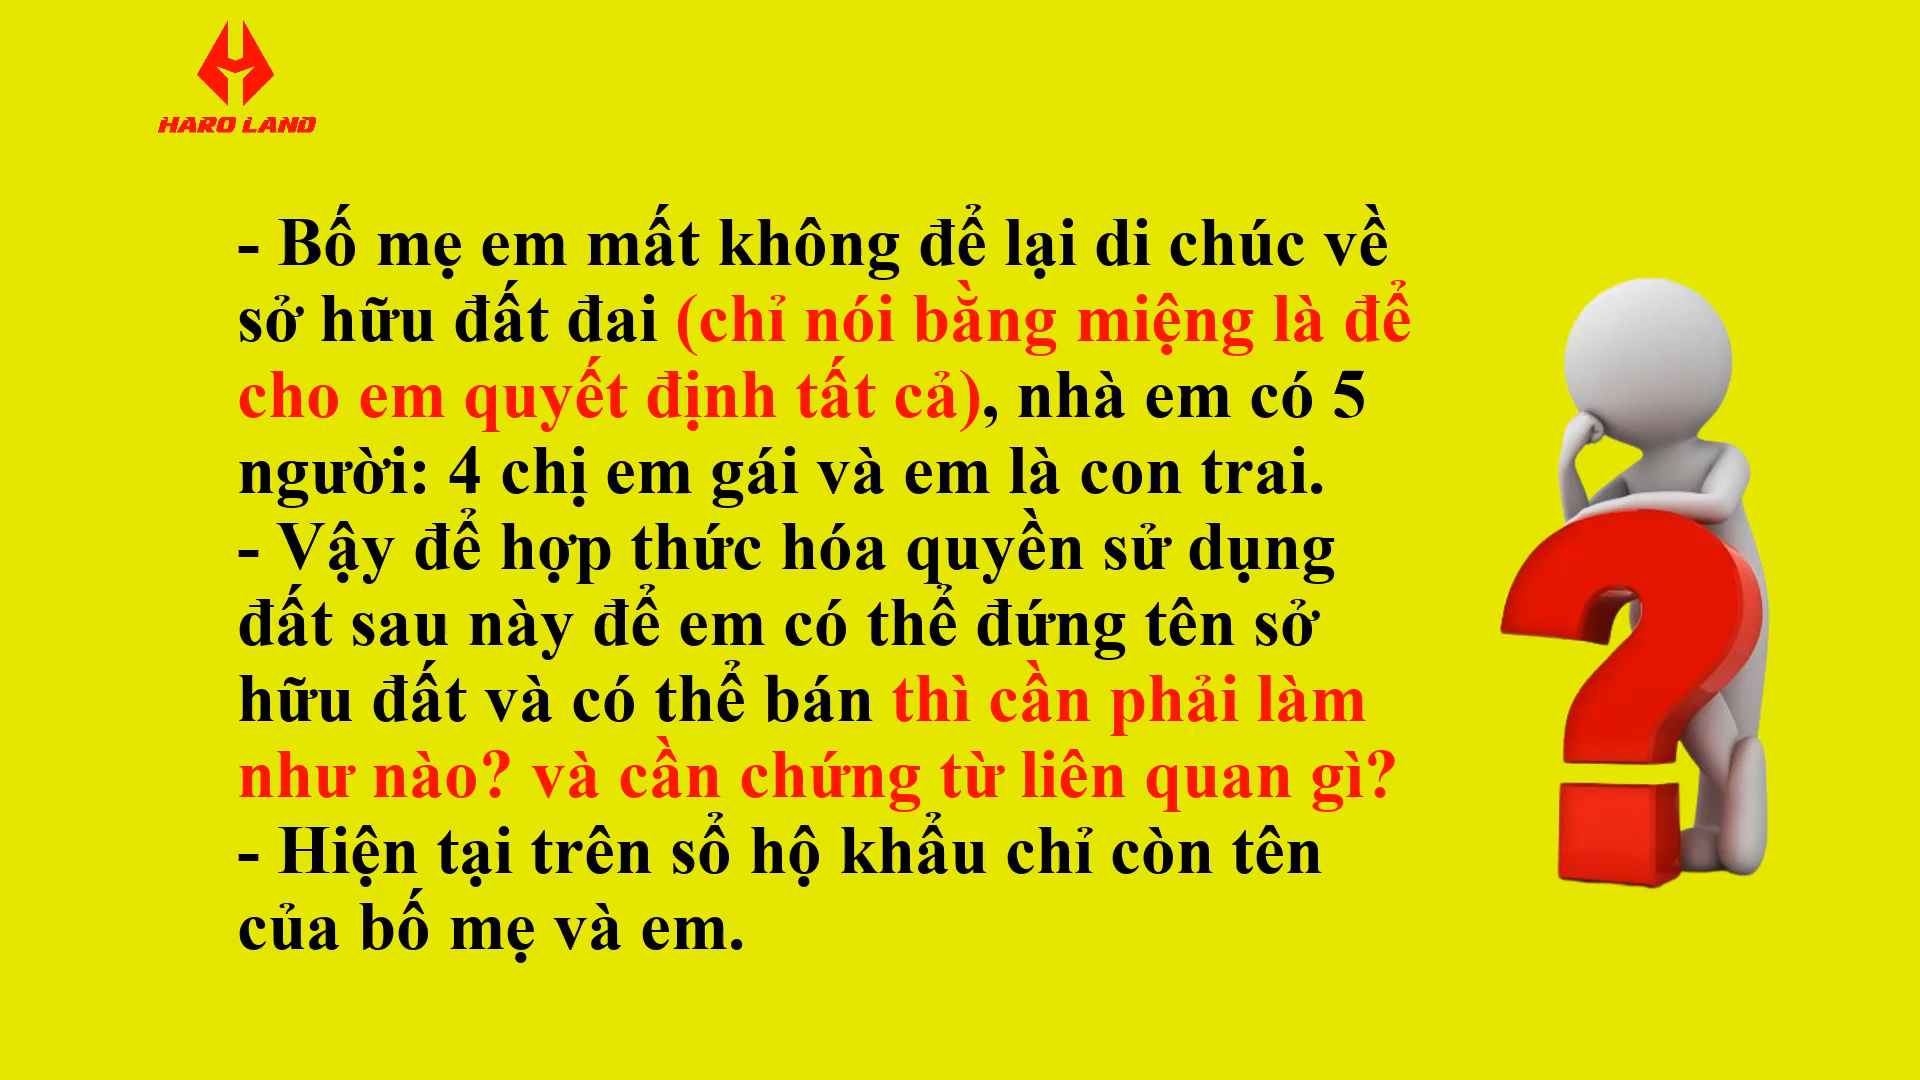 HARO LAND
- Bố mẹ em mất không để lại di chúc về
sở hữu đất đai (chỉ nói bằng miệng là để
cho em quyết định tất cả), nhà em có 5
người: 4 chị em gái và em là con trai.
- Vậy để hợp thức hóa quyền sử dụng
đất sau này để em có thể đứng tên sở
hữu đất và có thể bán thì cần phải làm
như nào? và cần chứng từ liên quan gì?
- Hiện tại trên sổ hộ khẩu chỉ còn tên
của bố mẹ và em.